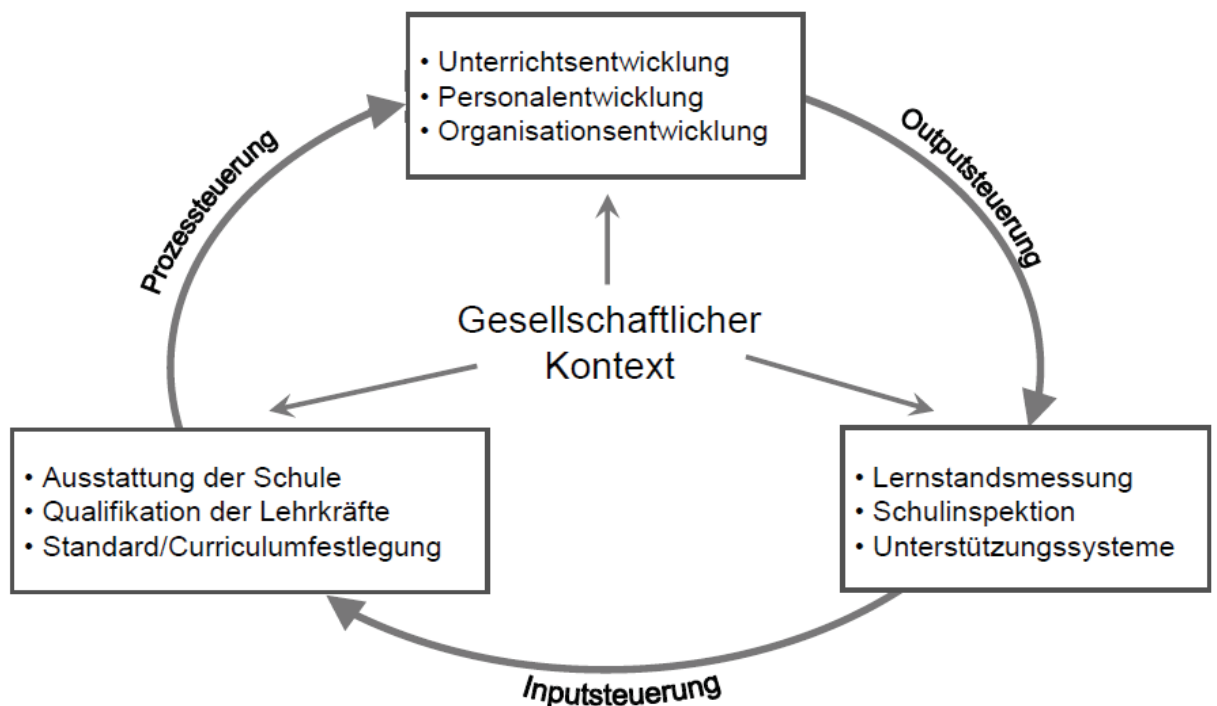 • Unterrichtsentwicklung
• Personalentwicklung
• Organisationsentwicklung
Prozessteuerung
Outputsteuerung
Gesellschaftlicher
Kontext
• Ausstattung der Schule
• Qualifikation der Lehrkräfte
• Standard/Curriculumfestlegung
• Lernstandsmessung
• Schulinspektion
• Unterstützungssysteme
Inputsteuerung